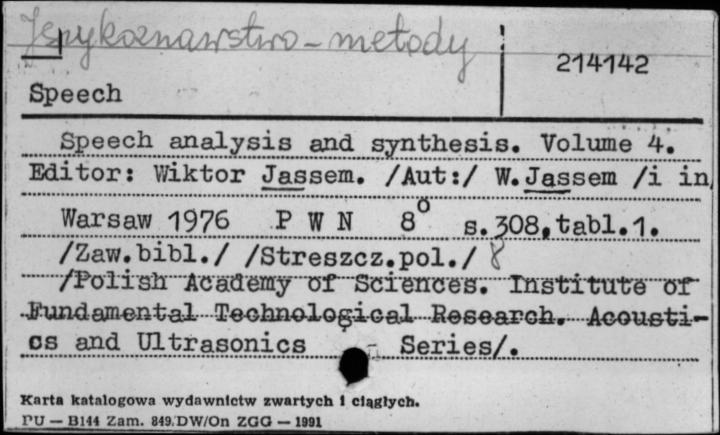 Językoznawstwo - metody
214142
Speech
Speech analysis and synthesis. Volume 4.
Editor: Wiktor Jassem. /Aut:/ W.Jassem /i in
Warsaw 1976 P W N 8° s.308,tabl.1.
/Zaw.bibl./ /Streszcz.pol./ 8
/Polish Academy of Sciences. Institute of
Fundamental Technological Research. Acousti-
cs and Ultrasonics Series/.
Karta katalogowa wydawnictw zwartych i ciągłych.
PU — B144 Zam. 849. DW/On ZGG — 1991